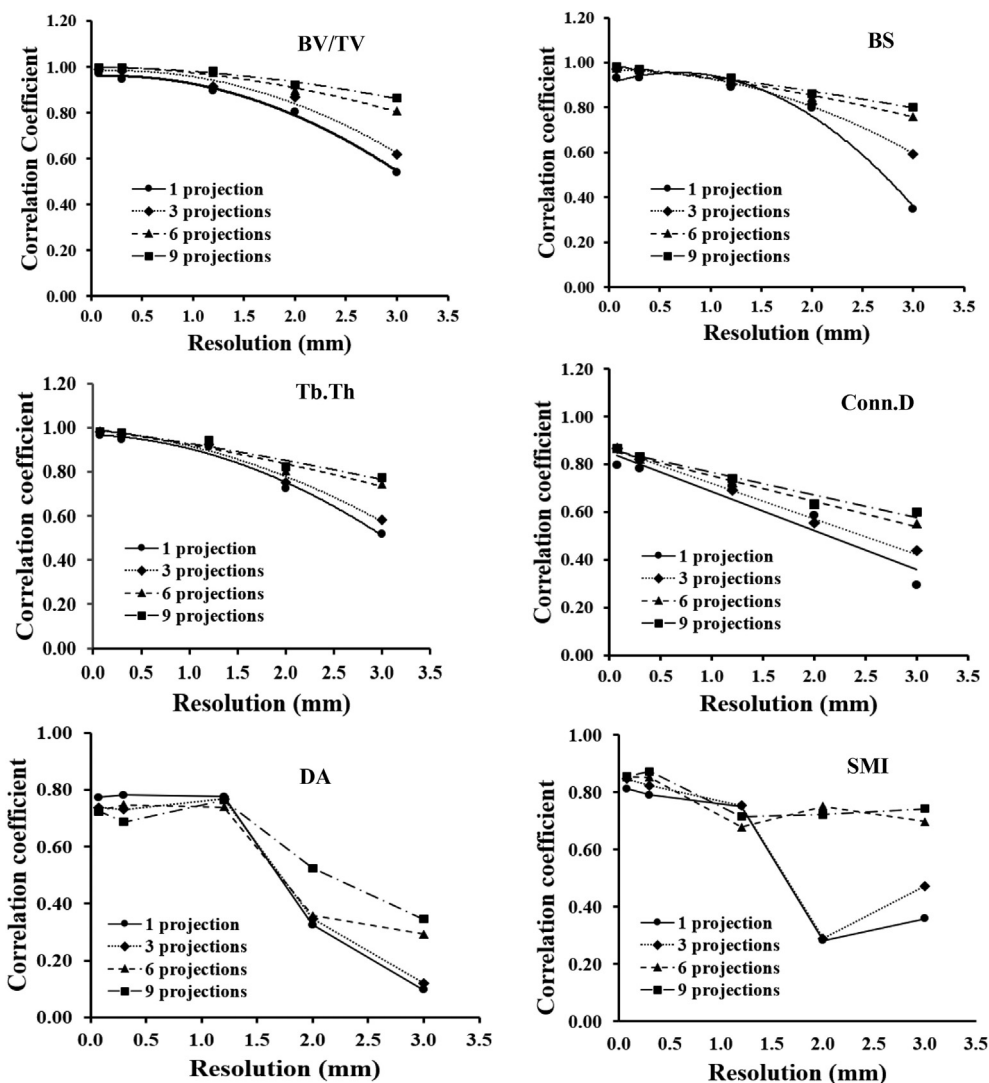 BV/TV
Correlation Coefficient
1.20
1.00
0.80
0.60
0.40
0.20
0.00
1 projection
3 projections
6 projections
9 projections
0.0 0.5 1.0 1.5 2.0 2.5 3.0 3.5
Resolution (mm)
BS
Correlation coefficient
1.20
1.00
0.80
0.60
0.40
0.20
0.00
1 projection
3 projections
6 projections
9 projections
0.0 0.5 1.0 1.5 2.0 2.5 3.0 3.5
Resolution (mm)
Tb.Th
Correlation coefficient
1.20
1.00
0.80
0.60
0.40
0.20
0.00
1 projection
3 projections
6 projections
9 projections
0.0 0.5 1.0 1.5 2.0 2.5 3.0 3.5
Resolution (mm)
Conn.D
Correlation coefficient
1.20
1.00
0.80
0.60
0.40
0.20
0.00
1 projection
3 projections
6 projections
9 projections
0.0 0.5 1.0 1.5 2.0 2.5 3.0 3.5
Resolution (mm)
DA
Correlation coefficient
1.00
0.80
0.60
0.40
0.20
0.00
1 projection
3 projections
6 projections
9 projections
0.0 0.5 1.0 1.5 2.0 2.5 3.0 3.5
Resolution (mm)
SMI
Correlation coefficient
1.00
0.80
0.60
0.40
0.20
0.00
1 projection
3 projections
6 projections
9 projections
0.0 0.5 1.0 1.5 2.0 2.5 3.0 3.5
Resolution (mm)